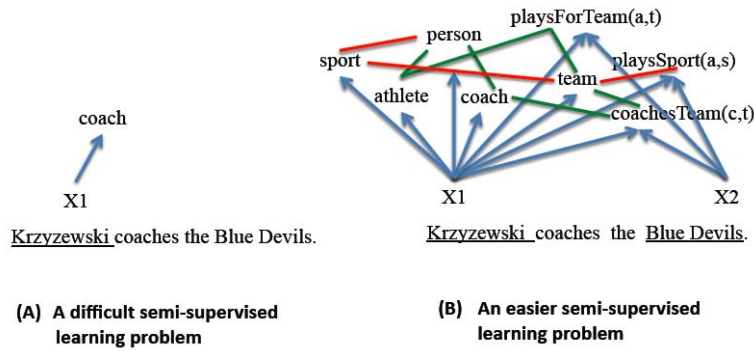 playsForTeam(a,t)
person
sport
playsSport(a,s)
team
athlete
coach
coachesTeam(c,t)
coach
X1
X1
X2
Krzyzewski coaches the Blue Devils.
Krzyzewski coaches the Blue Devils.
(A) A difficult semi-supervised
learning problem
(B) An easier semi-supervised
learning problem